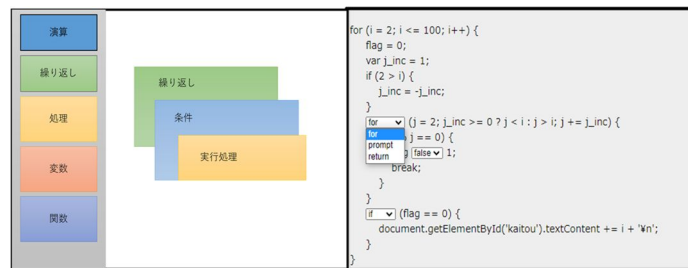 演算
繰り返し
処理
変数
関数
繰り返し
条件
実行処理
for (i = 2; i <= 100; i++) {
flag = 0;
var j_inc = 1;
if (2 > i) {
j_inc = -j_inc;
}
for (j = 2; j_inc >= 0 ? j < i : j > i; j += j_inc) {
for
j == 0) {
prompt
false 1;
return
break;
}
}
if (flag == 0) {
document.getElementById('kaitou').textContent += i + '¥n';
}
}